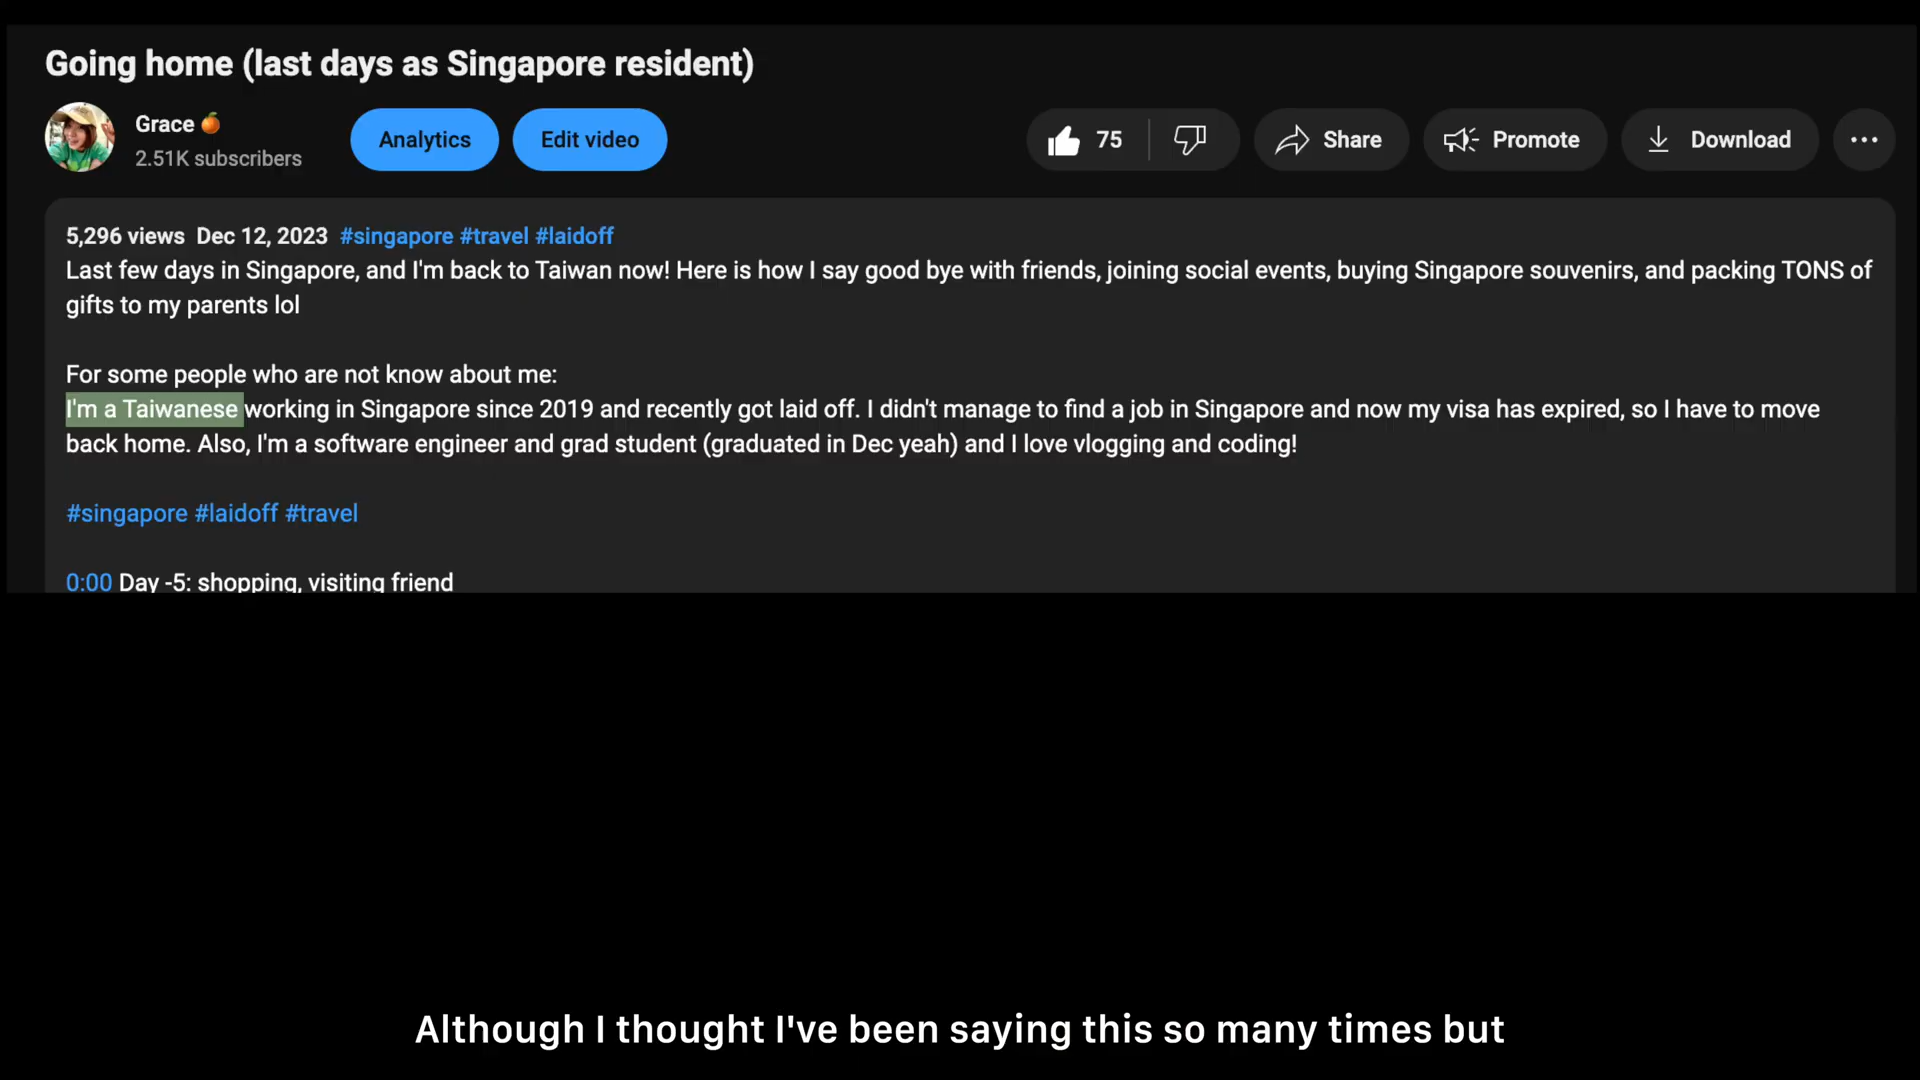 Going home (last days as Singapore resident)
Grace 🍊
2.51K subscribers
Analytics
Edit video
75
Share
Promote
Download
5,296 views Dec 12, 2023 #singapore #travel #laidoff
Last few days in Singapore, and I'm back to Taiwan now! Here is how I say good bye with friends, joining social events, buying Singapore souvenirs, and packing TONS of
gifts to my parents lol
For some people who are not know about me:
I'm a Taiwanese working in Singapore since 2019 and recently got laid off. I didn't manage to find a job in Singapore and now my visa has expired, so I have to move
back home. Also, I'm a software engineer and grad student (graduated in Dec yeah) and I love vlogging and coding!
#singapore #laidoff #travel
0:00 Day -5: shopping, visiting friend
Although I thought I've been saying this so many times but